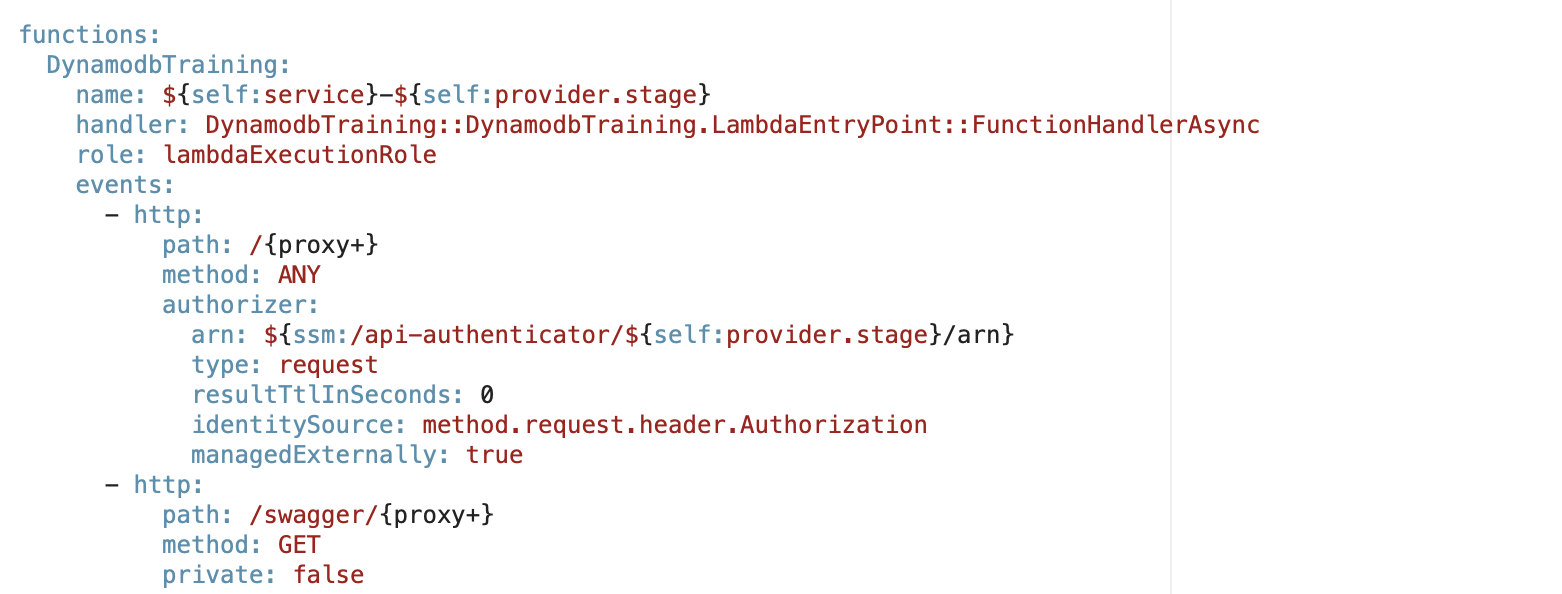 functions:
  DynamodbTraining:
    name: ${self:service}-${self:provider.stage}
    handler: DynamodbTraining::DynamodbTraining.LambdaEntryPoint::FunctionHandlerAsync
    role: lambdaExecutionRole
    events:
      - http:
          path: /{proxy+}
          method: ANY
          authorizer:
            arn: ${ssm:/api-authenticator/${self:provider.stage}/arn}
            type: request
            resultTtlInSeconds: 0
            identitySource: method.request.header.Authorization
            managedExternally: true
      - http:
          path: /swagger/{proxy+}
          method: GET
          private: false